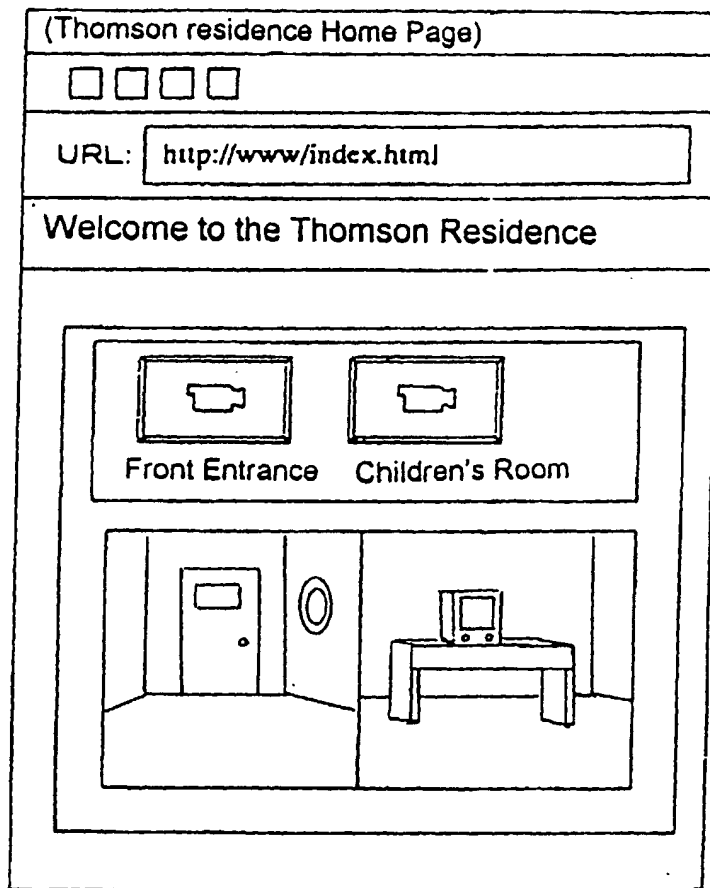 (Thomson residence Home Page)
URL: http://www/index.html
Welcome to the Thomson Residence
Front Entrance Children's Room